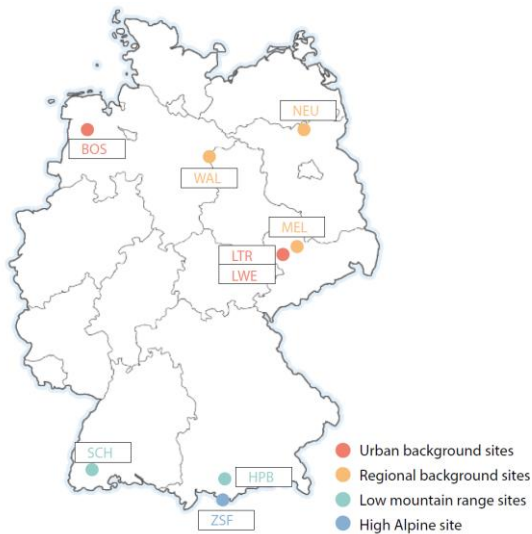 NEU
BOS
WAL
MEL
LTR
LWE
SCH
HPB
ZSF
Urban background sites
Regional background sites
Low mountain range sites
High Alpine site